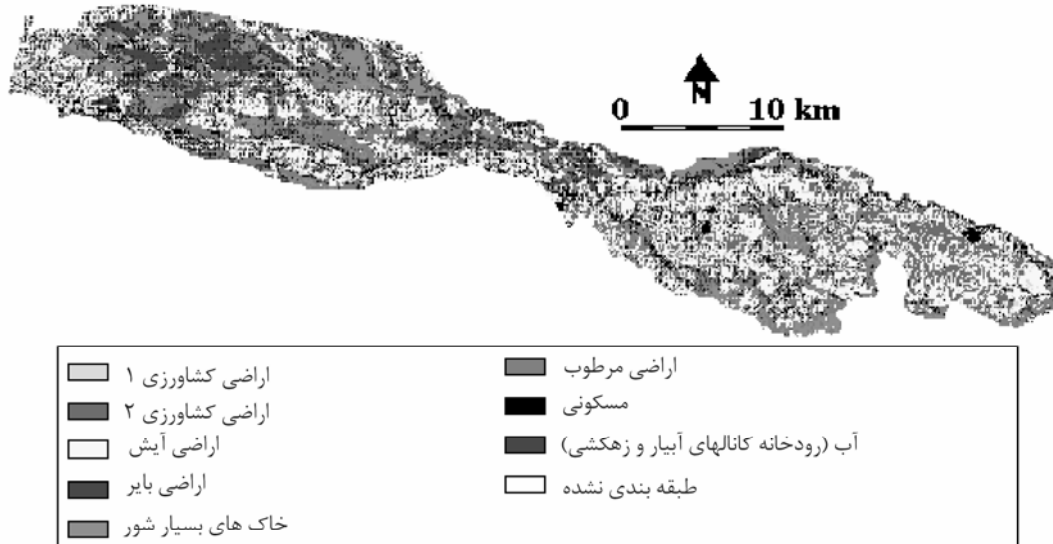 N
0 10 km
اراضی کشاورزی ۱
اراضی کشاورزی ۲
اراضی آیش
اراضی بایر
خاک های بسیار شور
اراضی مرطوب
مسکونی
آب (رودخانه کانالهای آبیار و زهکشی)
طبقه بندی نشده